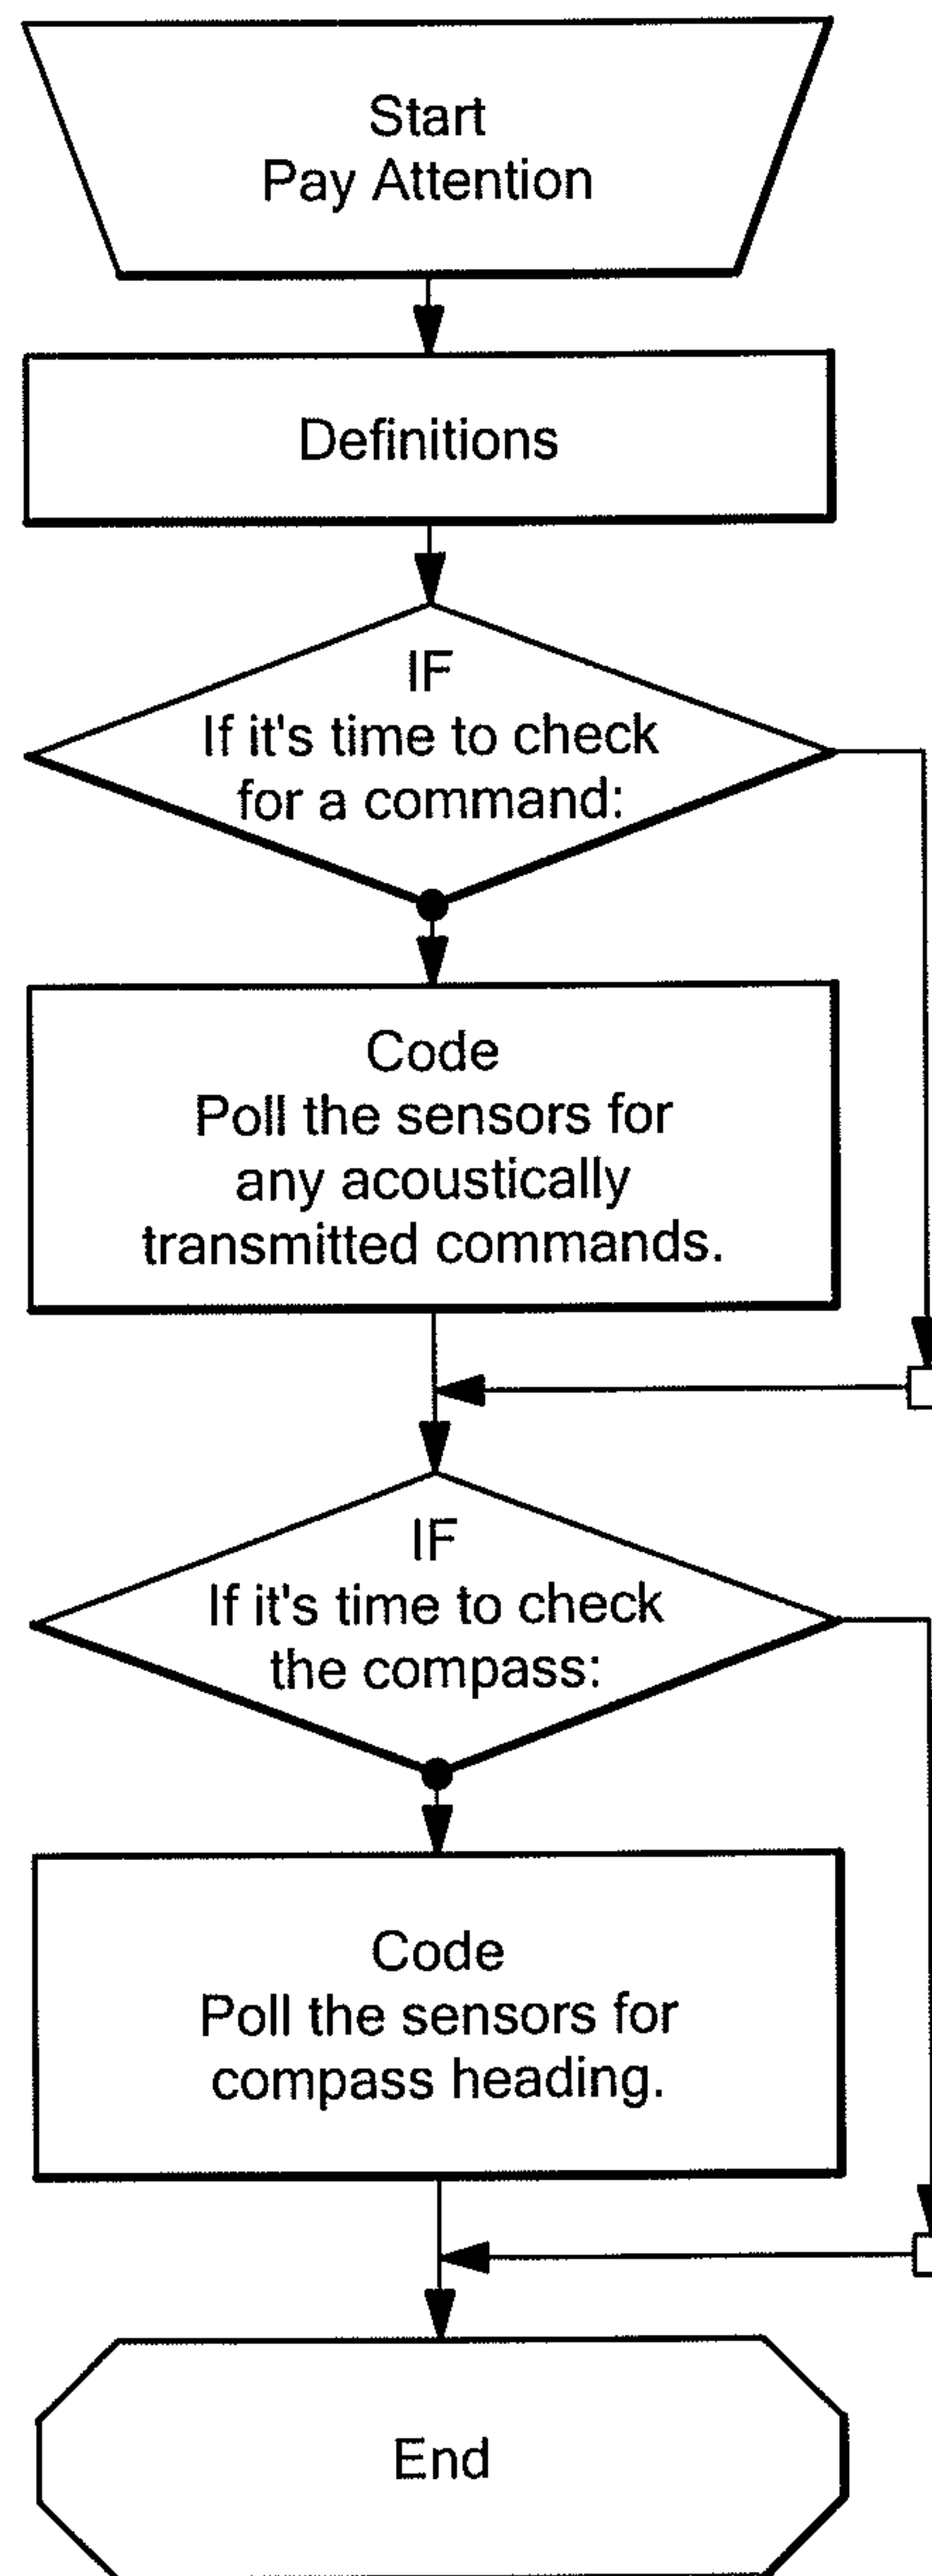 Start
Pay Attention
Definitions
IF
If it's time to check
for a command:
Code
Poll the sensors for
any acoustically
transmitted commands.
IF
If it's time to check
the compass:
Code
Poll the sensors for
compass heading.
End